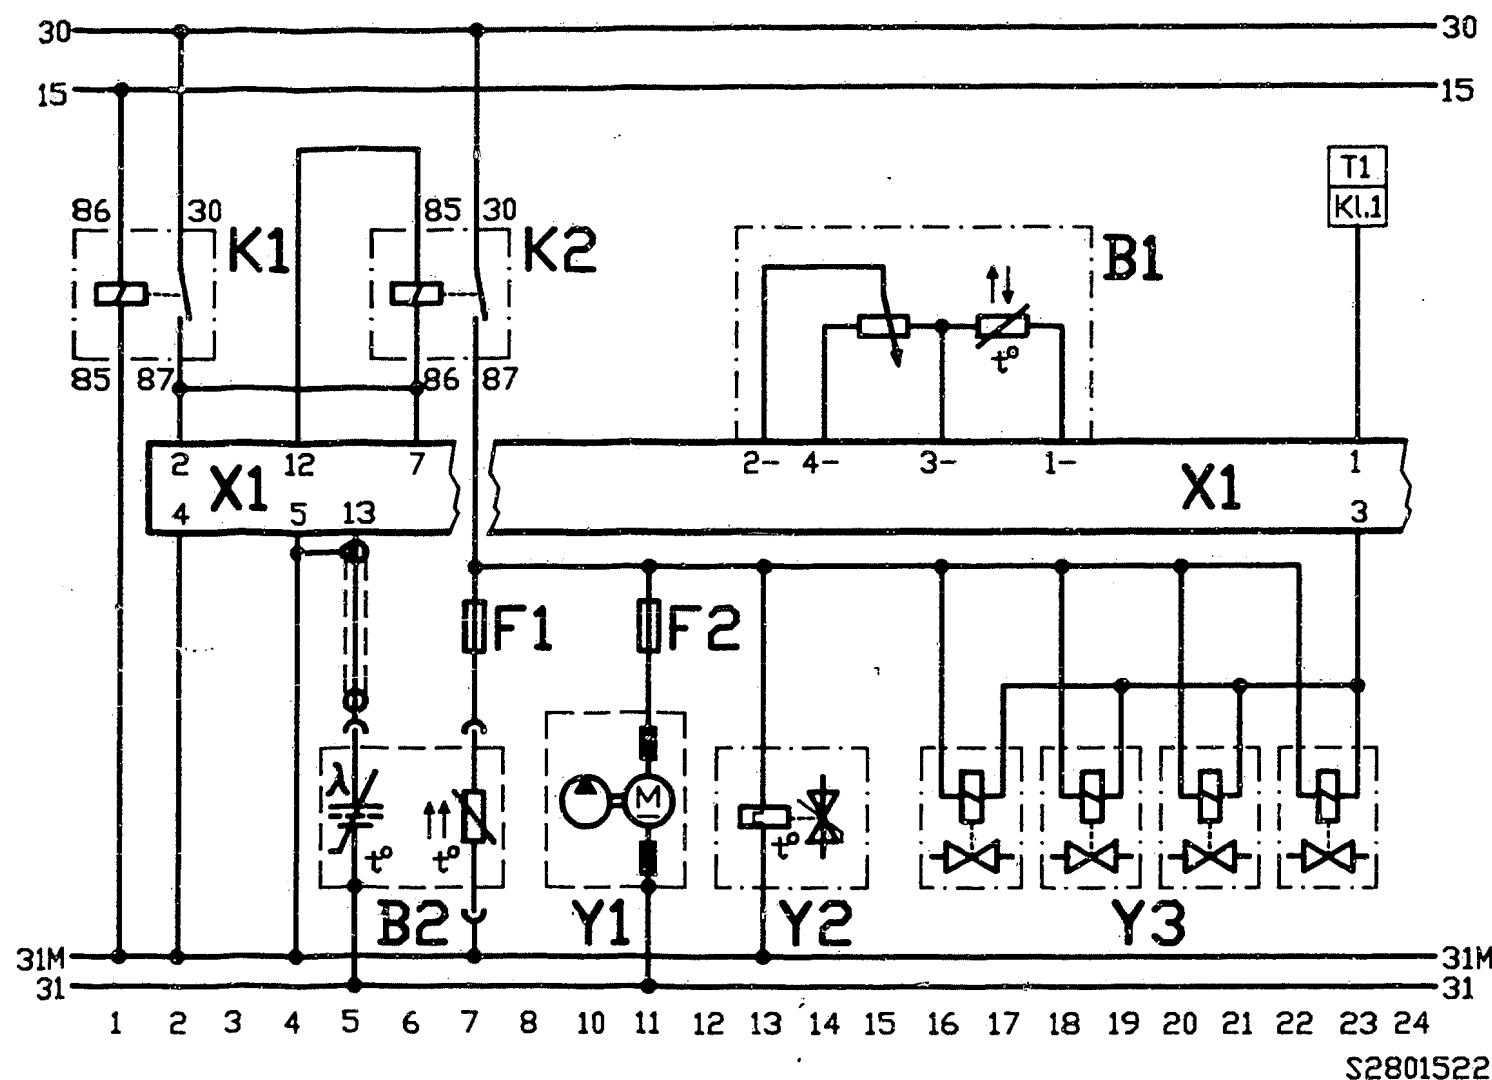 30 30
15 15
T1
Kl.1
86 30 85 30
K1 K2 B1
t°
85 87 86 87
2 12 7 2- 4- 3- 1- 1
X1 X1
4 5 13 3
F1 F2
λ M
t° t° t°
B2 Y1 Y2 Y3
31M 31M
31 31
1 2 3 4 5 6 7 8 10 11 12 13 14 15 16 17 18 19 20 21 22 23 24
S2801522